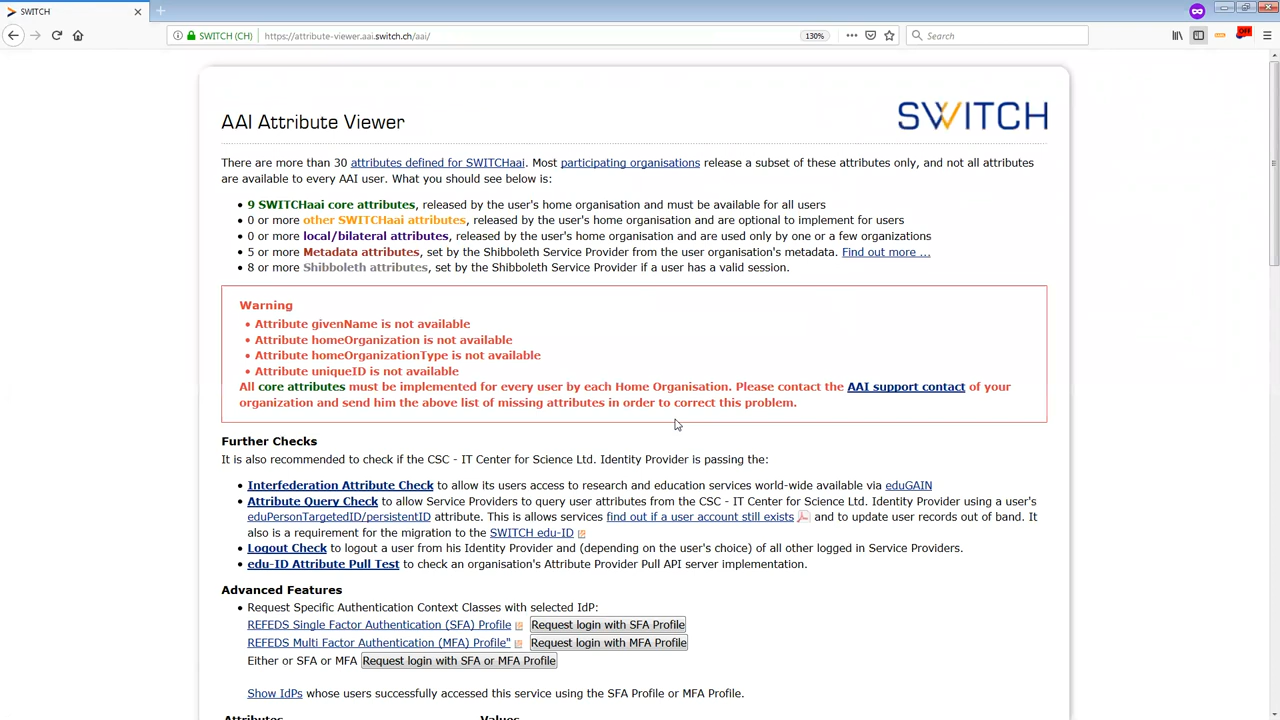 SWITCH
SWITCH (CH) https://attribute-viewer.aai.switch.ch/aai/ 130% Search OFF
AAI Attribute Viewer
SWITCH
There are more than 30 attributes defined for SWITCHaai. Most participating organisations release a subset of these attributes only, and not all attributes
are available to every AAI user. What you should see below is:
• 9 SWITCHaai core attributes, released by the user's home organisation and must be available for all users
• 0 or more other SWITCHaai attributes, released by the user's home organisation and are optional to implement for users
• 0 or more local/bilateral attributes, released by the user's home organisation and are used only by one or a few organizations
• 5 or more Metadata attributes, set by the Shibboleth Service Provider from the user organisation's metadata. Find out more ...
• 8 or more Shibboleth attributes, set by the Shibboleth Service Provider if a user has a valid session.
Warning
• Attribute givenName is not available
• Attribute homeOrganization is not available
• Attribute homeOrganizationType is not available
• Attribute uniqueID is not available
All core attributes must be implemented for every user by each Home Organisation. Please contact the AAI support contact of your
organization and send him the above list of missing attributes in order to correct this problem.
Further Checks
It is also recommended to check if the CSC - IT Center for Science Ltd. Identity Provider is passing the:
• Interfederation Attribute Check to allow its users access to research and education services world-wide available via eduGAIN
• Attribute Query Check to allow Service Providers to query user attributes from the CSC - IT Center for Science Ltd. Identity Provider using a user's
eduPersonTargetedID/persistentID attribute. This is allows services find out if a user account still exists and to update user records out of band. It
also is a requirement for the migration to the SWITCH edu-ID
• Logout Check to logout a user from his Identity Provider and (depending on the user's choice) of all other logged in Service Providers.
• edu-ID Attribute Pull Test to check an organisation's Attribute Provider Pull API server implementation.
Advanced Features
• Request Specific Authentication Context Classes with selected IdP:
REFEDS Single Factor Authentication (SFA) Profile Request login with SFA Profile
REFEDS Multi Factor Authentication (MFA) Profile" Request login with MFA Profile
Either or SFA or MFA Request login with SFA or MFA Profile
Show IdPs whose users successfully accessed this service using the SFA Profile or MFA Profile.
Attributes Values